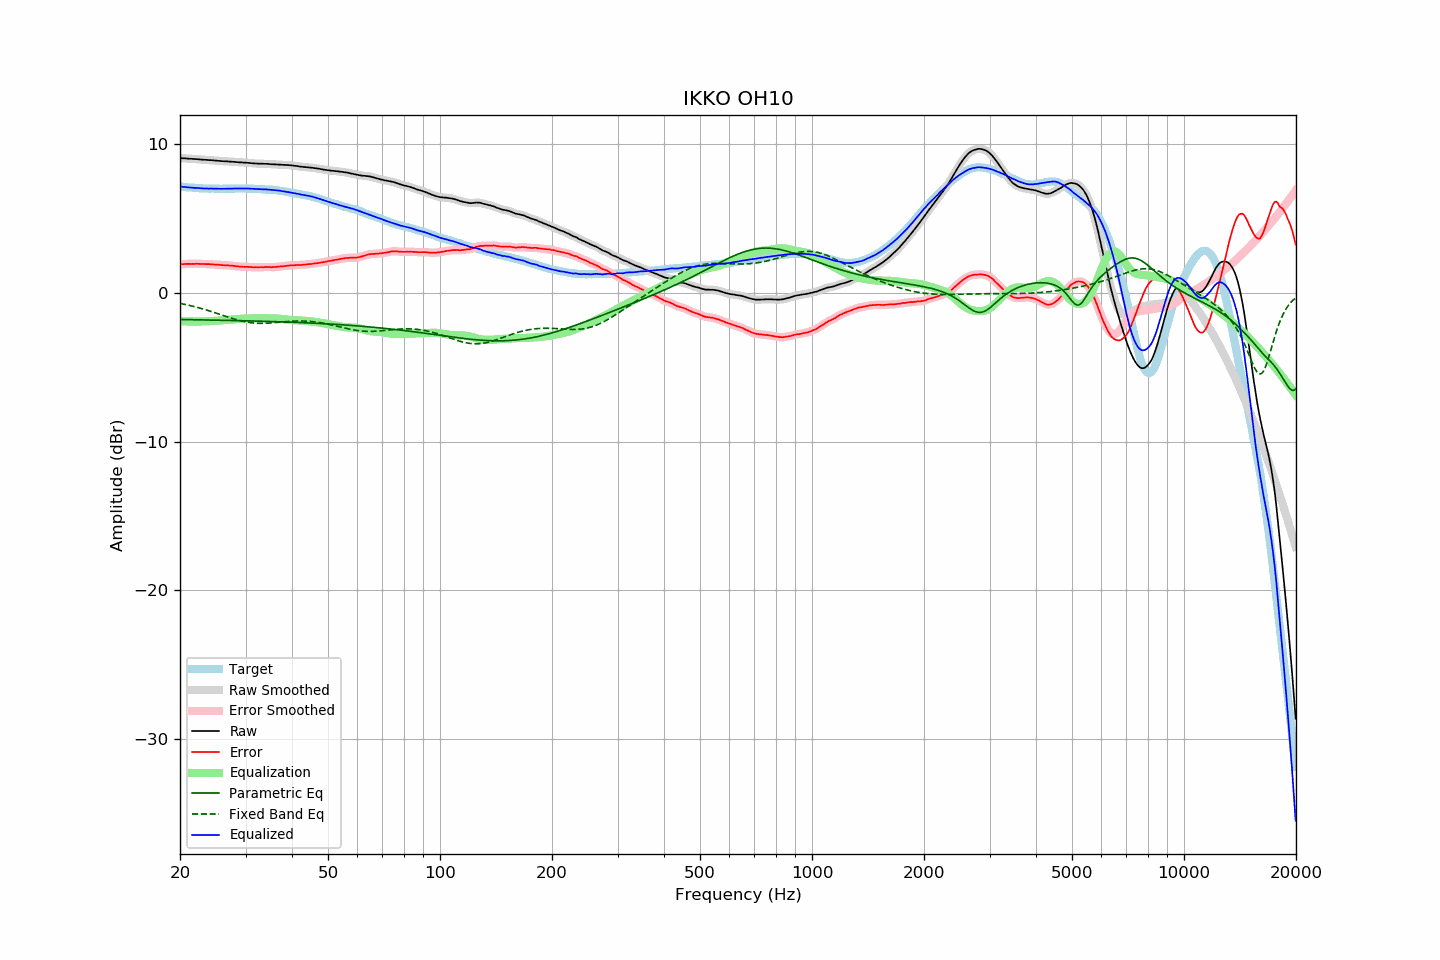 IKKO OH10
10
0
−10
−20
−30
Amplitude (dBr)
Target
Raw Smoothed
Error Smoothed
Raw
Error
Equalization
Parametric Eq
Fixed Band Eq
Equalized
20 50 100 200 500 1000 2000 5000 10000 20000
Frequency (Hz)